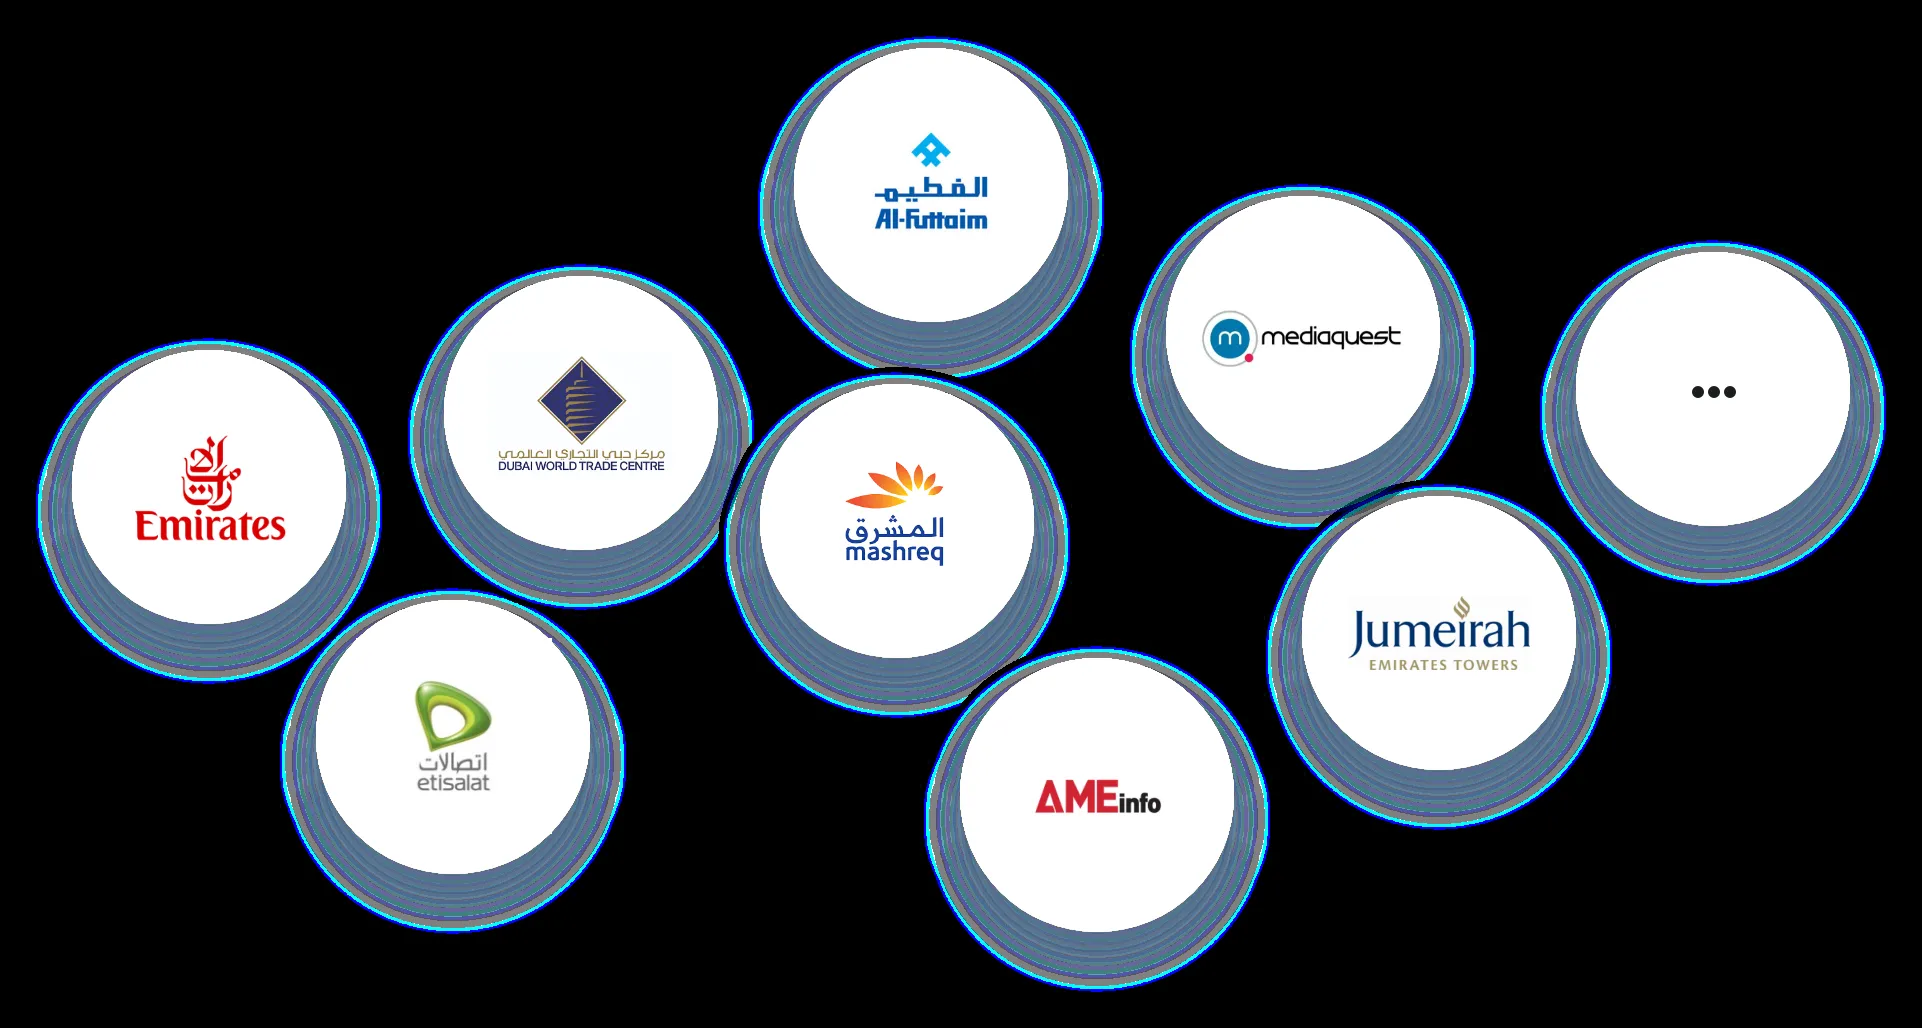 الفطيم
Al-Futtaim
m mediaquest
•••
مركز دبي التجاري العالمي
DUBAI WORLD TRADE CENTRE
الإمارات
Emirates
المشرق
mashreq
Jumeirah
EMIRATES TOWERS
اتصالات
etisalat
AMEinfo